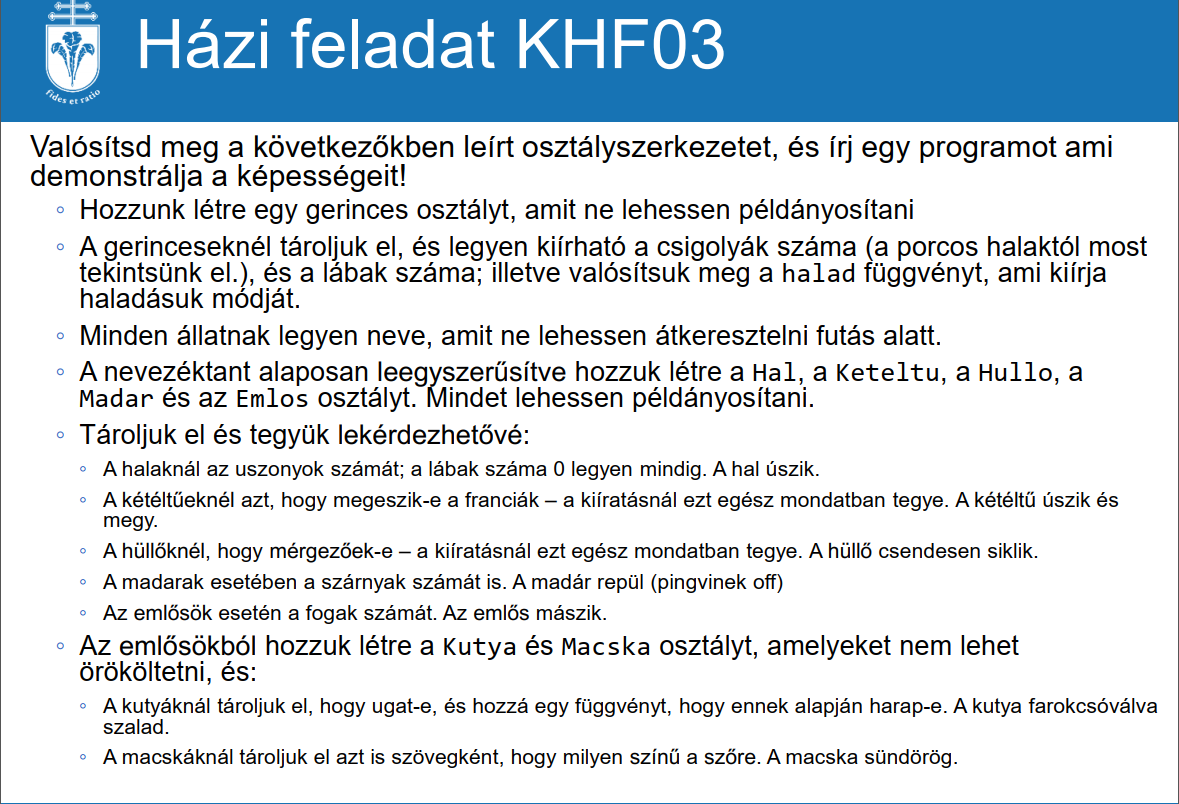 Házi feladat KHF03
fides et ratio
Valósítsd meg a következőkben leírt osztályszerkezetet, és írj egy programot ami
demonstrálja a képességeit!
◦ Hozzunk létre egy gerinces osztályt, amit ne lehessen példányosítani
◦ A gerinceseknél tároljuk el, és legyen kiírható a csigolyák száma (a porcos halaktól most
tekintsünk el.), és a lábak száma; illetve valósítsuk meg a halad függvényt, ami kiírja
haladásuk módját.
◦ Minden állatnak legyen neve, amit ne lehessen átkeresztelni futás alatt.
◦ A nevezéktant alaposan leegyszerűsítve hozzuk létre a Hal, a Keteltu, a Hullo, a
Madar és az Emlos osztályt. Mindet lehessen példányosítani.
◦ Tároljuk el és tegyük lekérdezhetővé:
◦ A halaknál az uszonyok számát; a lábak száma 0 legyen mindig. A hal úszik.
◦ A kétéltűeknél azt, hogy megeszik-e a franciák – a kiíratásnál ezt egész mondatban tegye. A kétéltű úszik és
megy.
◦ A hüllőknél, hogy mérgezőek-e – a kiíratásnál ezt egész mondatban tegye. A hüllő csendesen siklik.
◦ A madarak esetében a szárnyak számát is. A madár repül (pingvinek off)
◦ Az emlősök esetén a fogak számát. Az emlős mászik.
◦ Az emlősökból hozzuk létre a Kutya és Macska osztályt, amelyeket nem lehet
örököltetni, és:
◦ A kutyáknál tároljuk el, hogy ugat-e, és hozzá egy függvényt, hogy ennek alapján harap-e. A kutya farokcsóválva
szalad.
◦ A macskáknál tároljuk el azt is szövegként, hogy milyen színű a szőre. A macska sündörög.